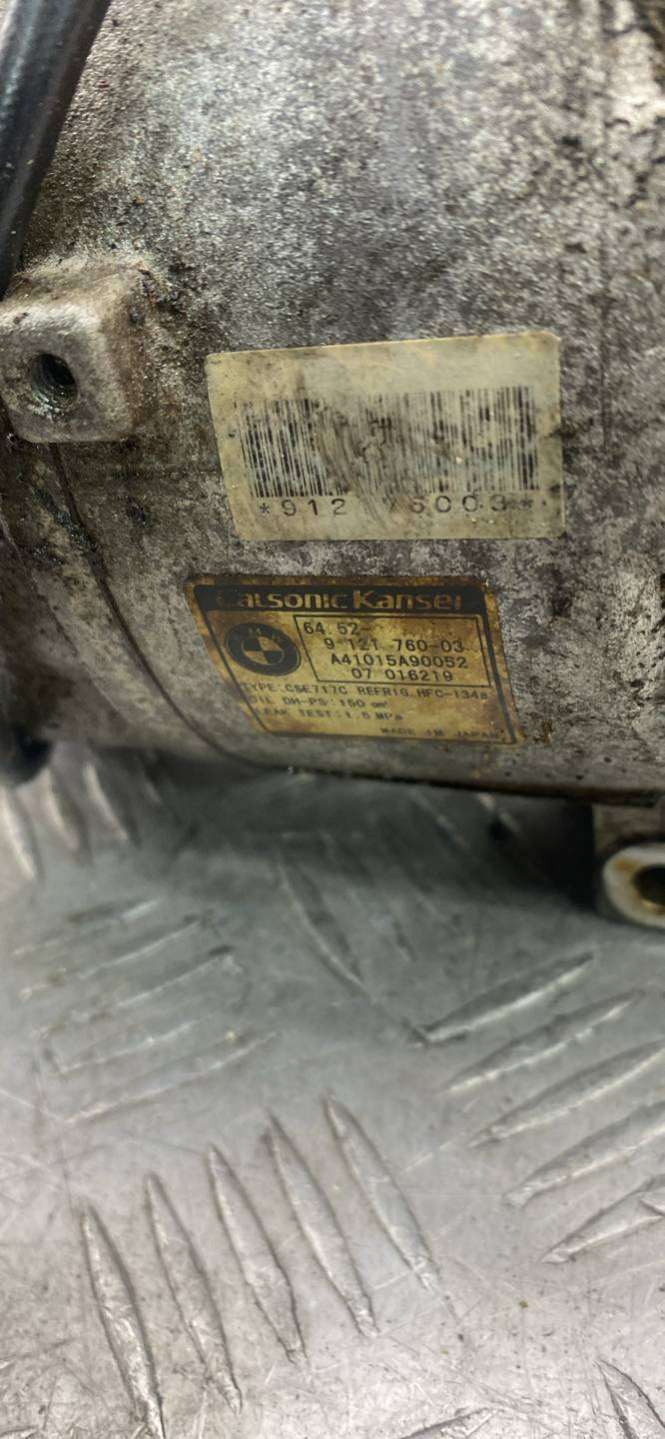 *912 76003*
Calsonic Kansei
64.52-
9 121 760-03
A41015A90052
07 016219
TYPE:CSE717C REFRIG.HFC-134a
OIL DH-PS:150 cm³
LEAK TEST:1.5 MPa
MADE IN JAPAN